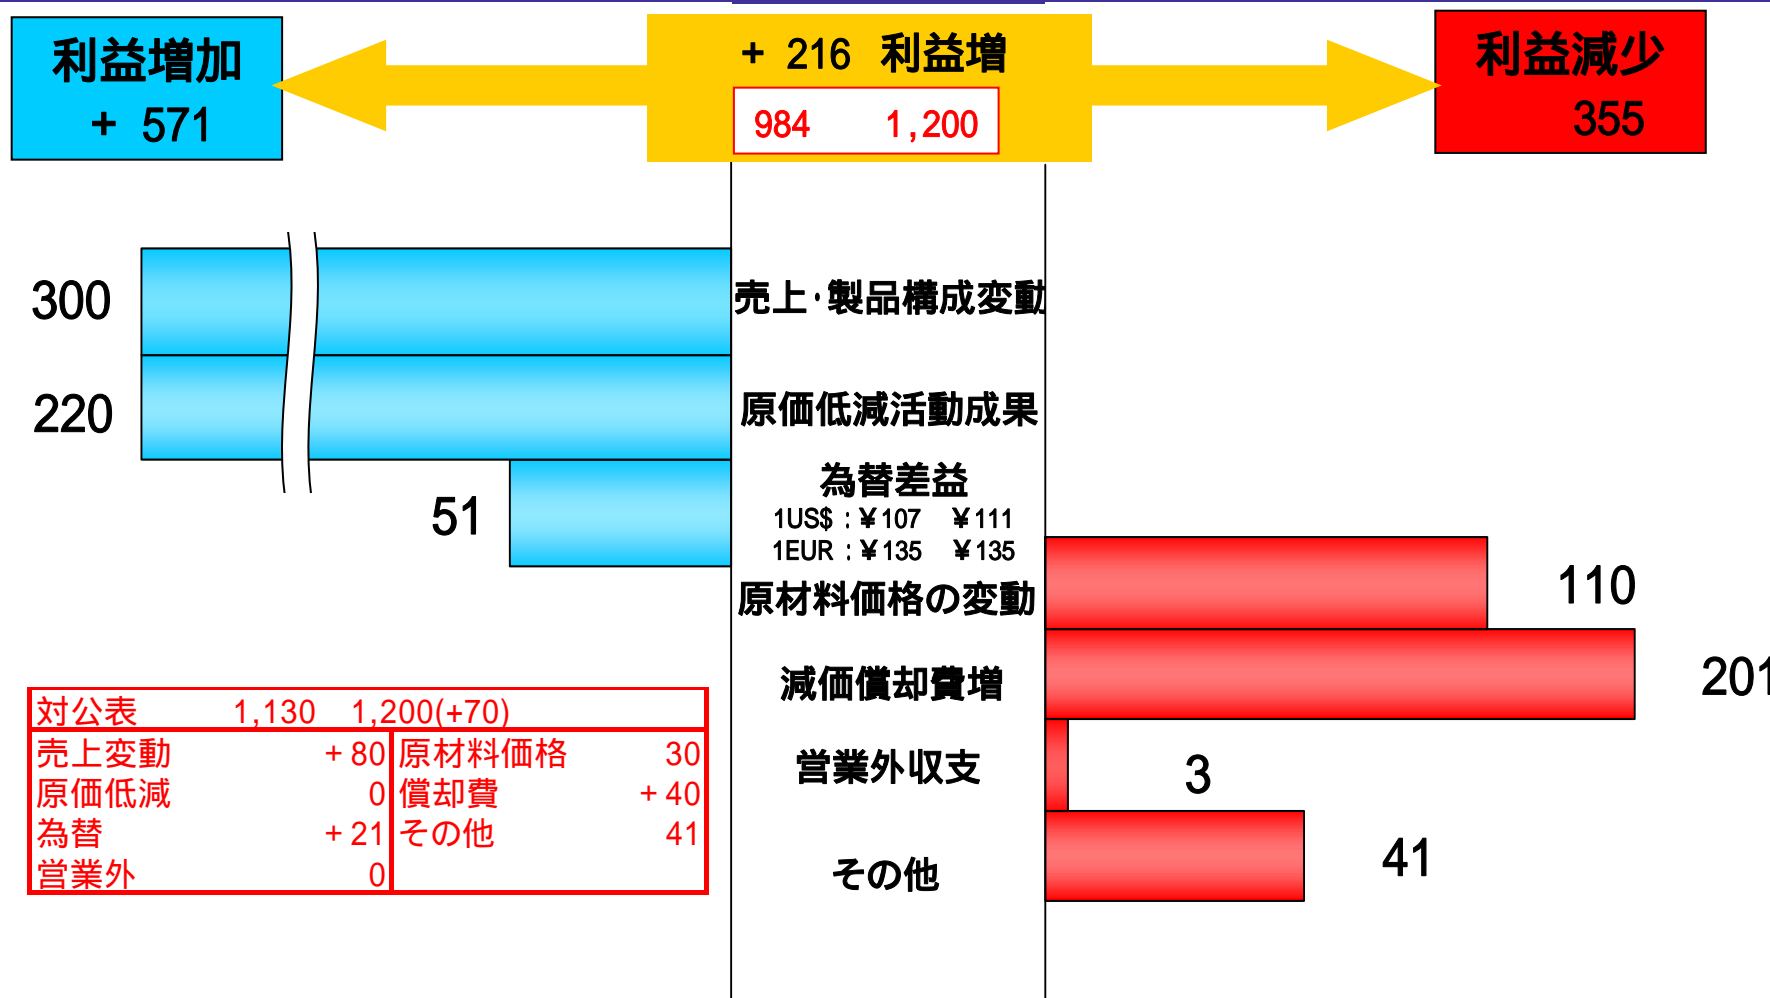 利益増加
+ 571
+ 216 利益増
984 1,200
利益減少
355
300
売上・製品構成変動
220
原価低減活動成果
51
為替差益
1US$ : ¥107 ¥111
1EUR : ¥135 ¥135
原材料価格の変動
110
減価償却費増
201
営業外収支
3
その他
41
対公表 1,130 1,200(+70)
売上変動 +80 原材料価格 30
原価低減 0 償却費 +40
為替 +21 その他 41
営業外 0